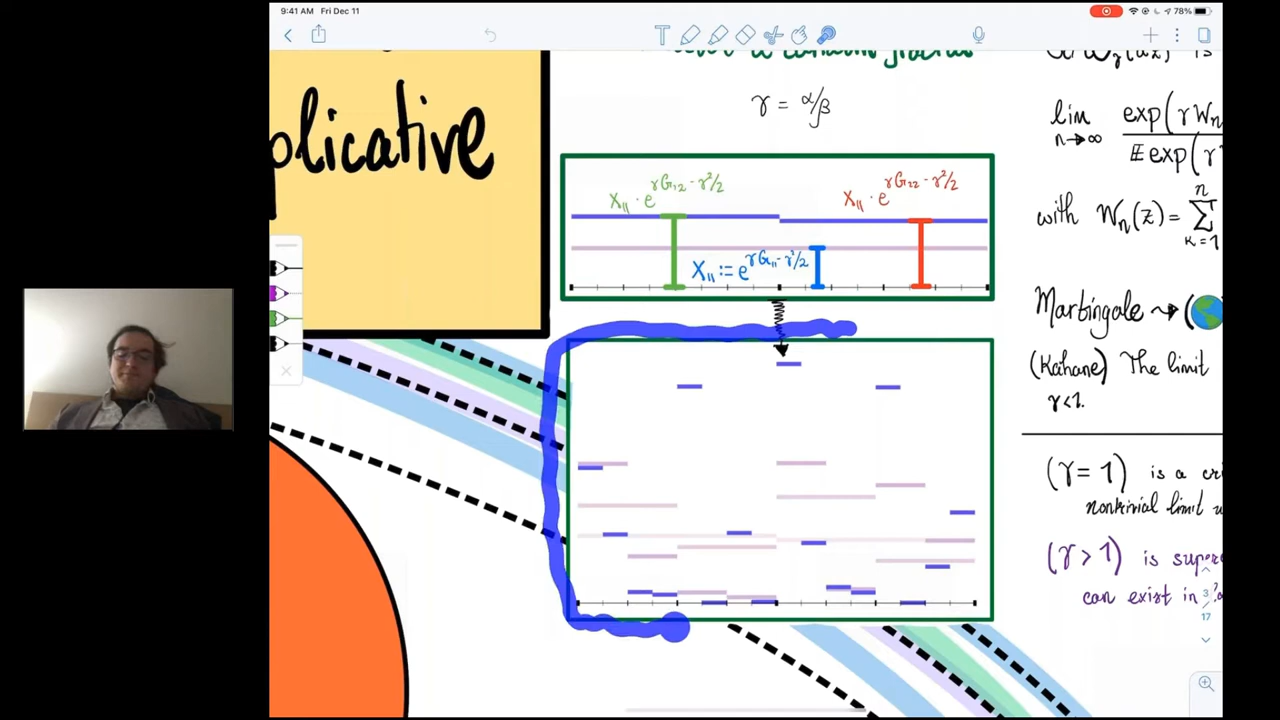 9:41 AM Fri Dec 11
78%
plicative
γ = α/β
X₁₁ · e^{γG₁₂ - γ²/2}
X₁₁ · e^{γG₂₂ - γ²/2}
X₁₁ := e^{γG₁₁ - γ²/2}
lim n→∞ exp(γWn
E exp(γ
with Wn(z) = Σ n k=1
Martingale ⇝ (
(Kahane) The limit
γ<1.
(γ = 1) is a cri
nontrivial limit
(γ > 1) is super
can exist in
3
17